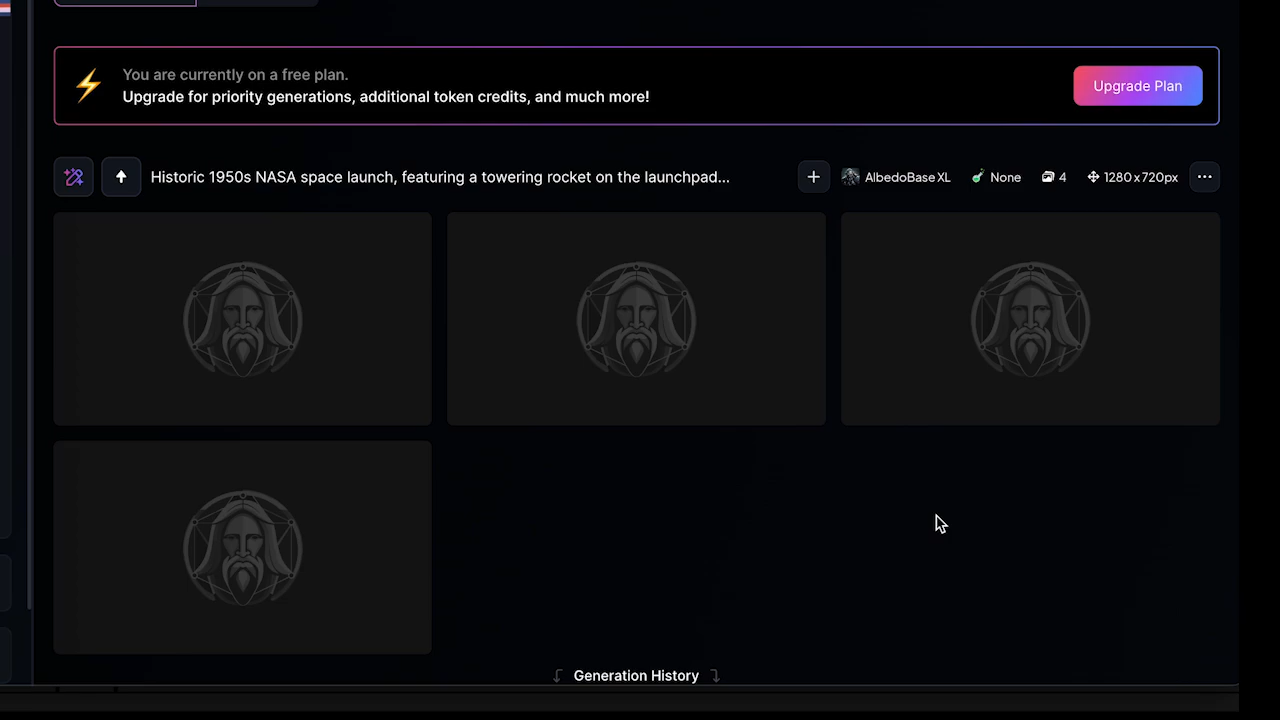 You are currently on a free plan.
Upgrade for priority generations, additional token credits, and much more!
Upgrade Plan
Historic 1950s NASA space launch, featuring a towering rocket on the launchpad...
AlbedoBase XL
None
4
1280 x 720px
Generation History